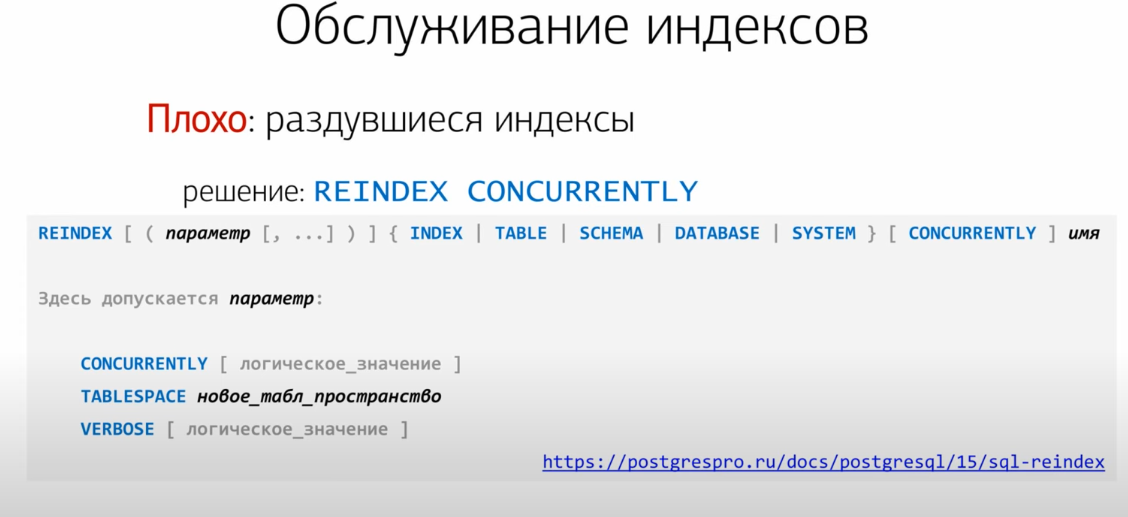 Обслуживание индексов
Плохо: раздувшиеся индексы
решение: REINDEX CONCURRENTLY
REINDEX [ ( параметр [, ...] ) ] { INDEX | TABLE | SCHEMA | DATABASE | SYSTEM } [ CONCURRENTLY ] имя
Здесь допускается параметр:
CONCURRENTLY [ логическое_значение ]
TABLESPACE новое_табл_пространство
VERBOSE [ логическое_значение ]
https://postgrespro.ru/docs/postgresql/15/sql-reindex